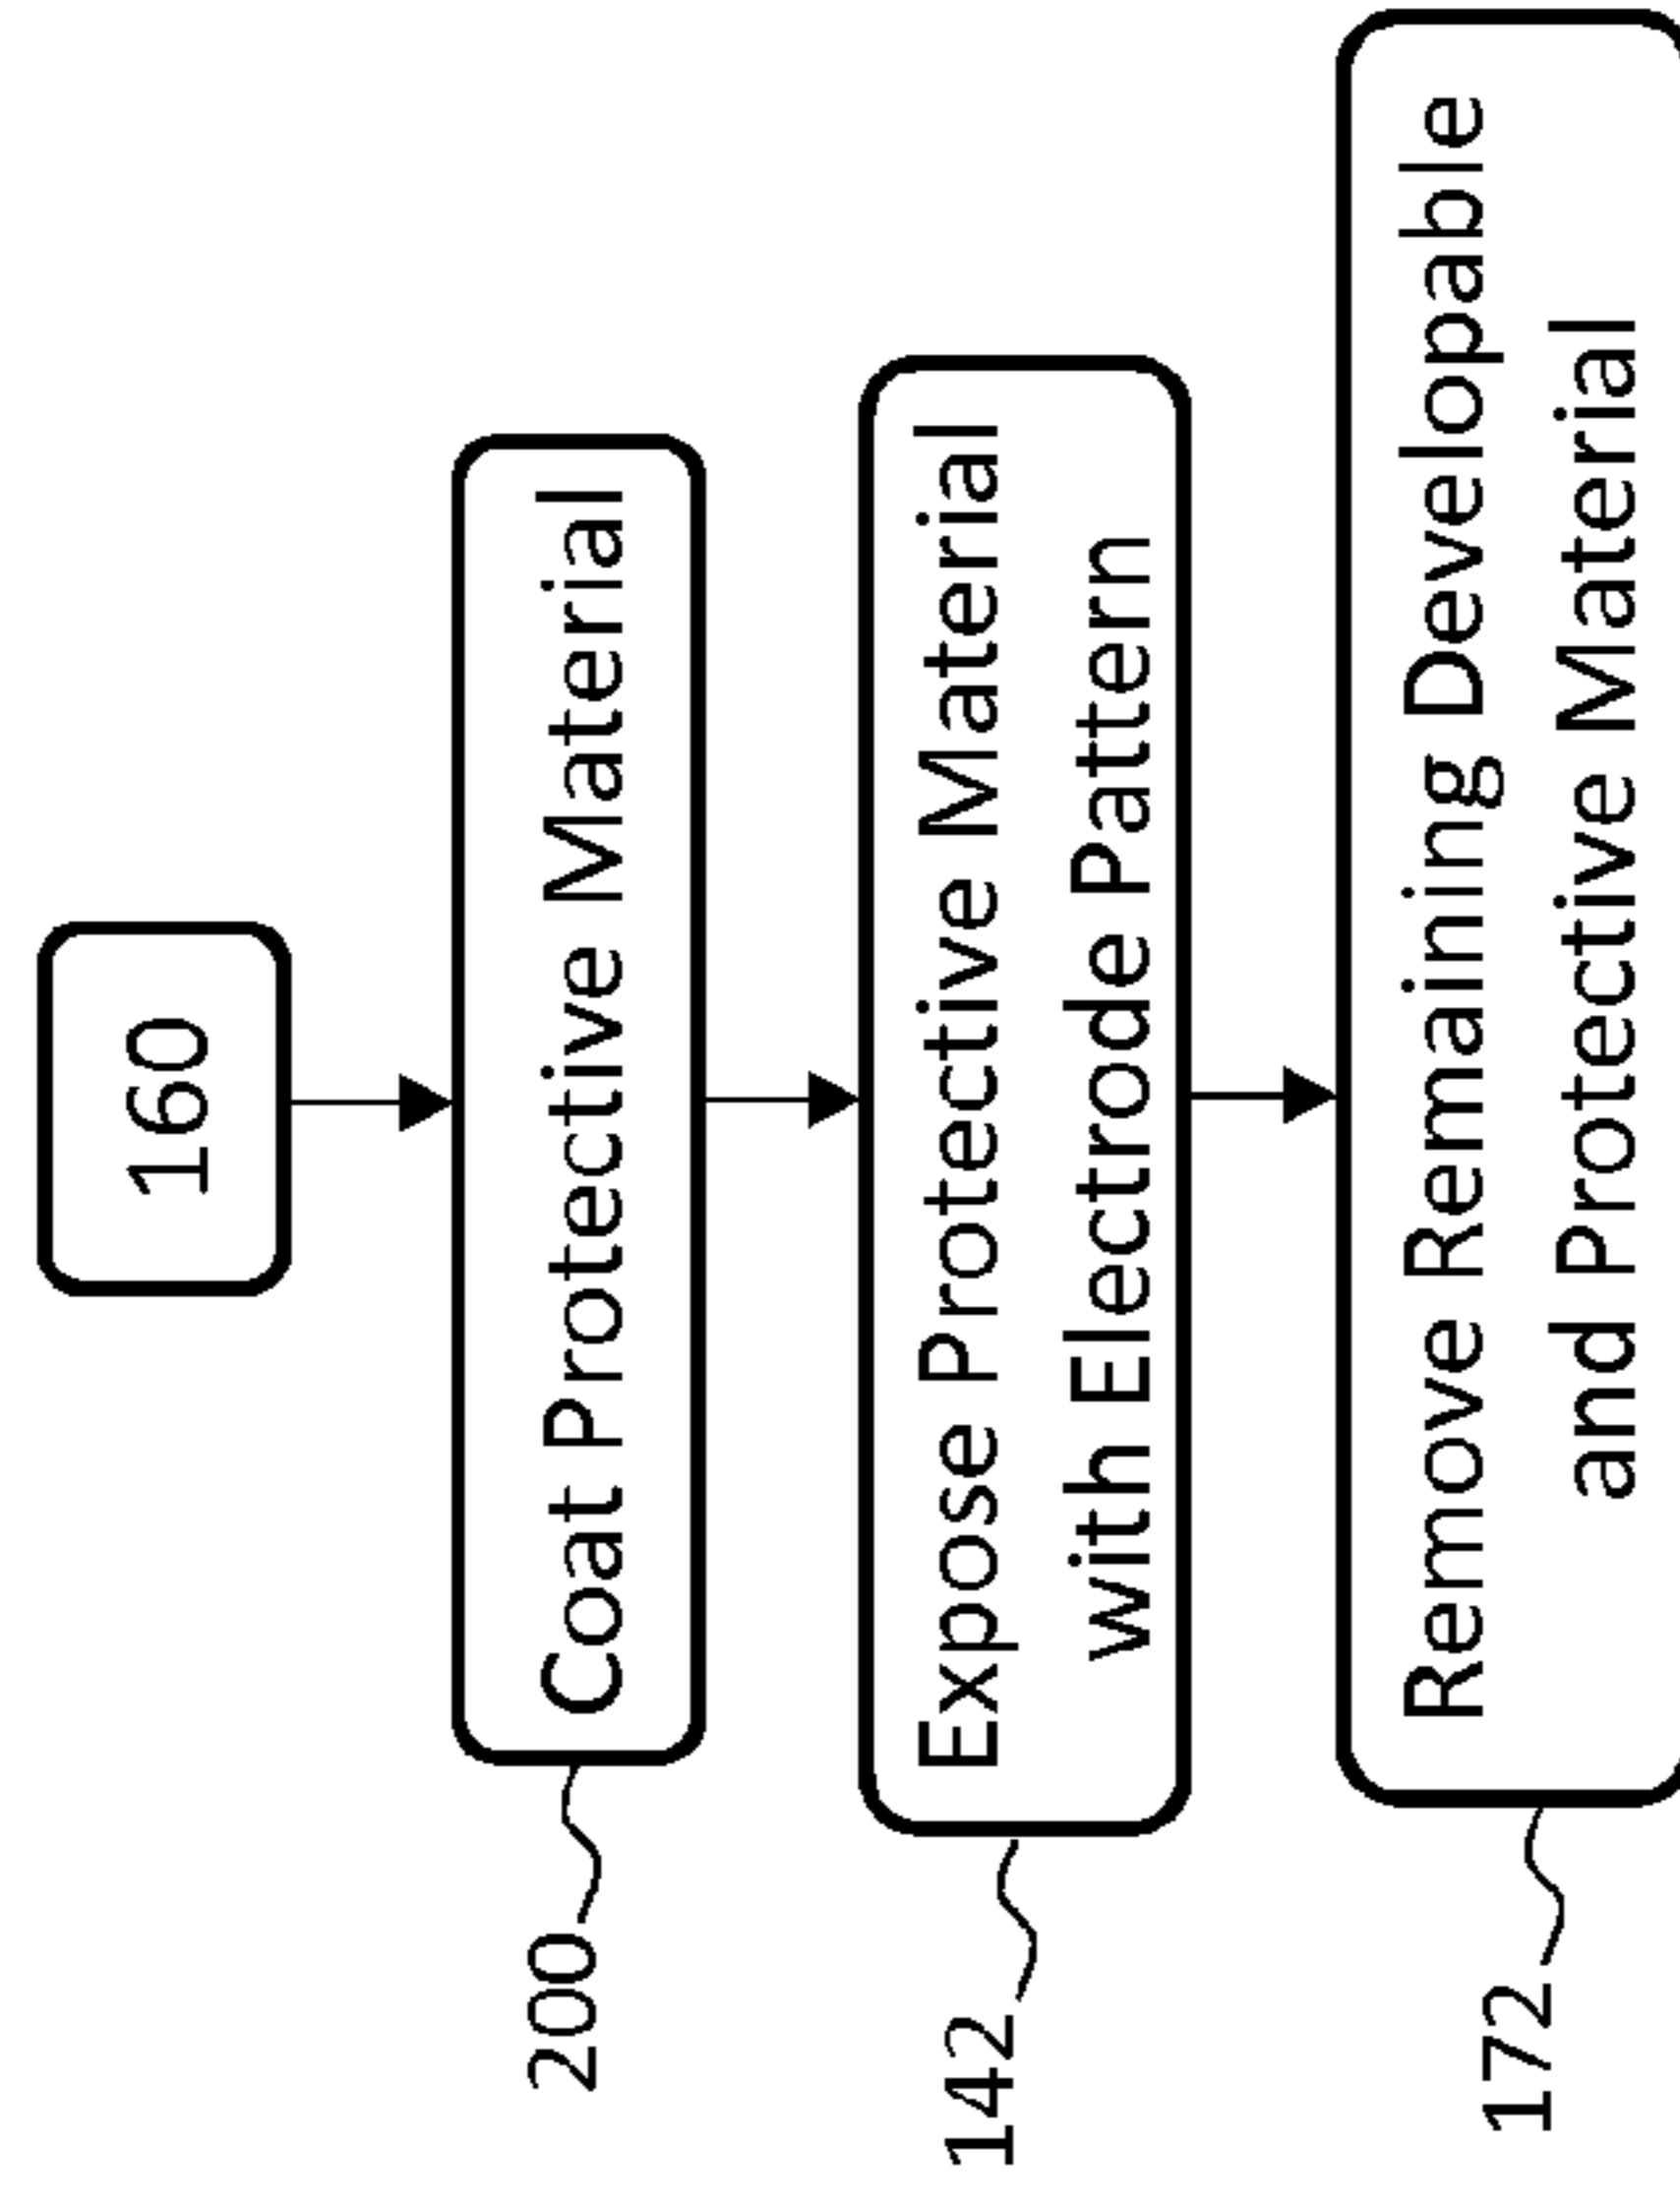 160
200
Coat Protective Material
142
Expose Protective Material
with Electrode Pattern
172
Remove Remaining Developable
and Protective Material